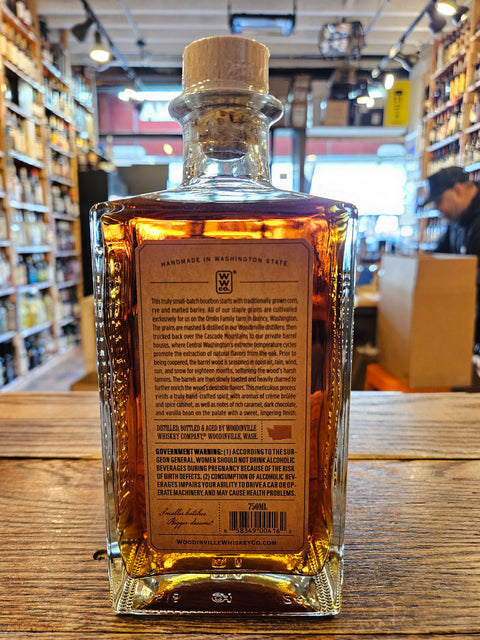 HANDMADE IN WASHINGTON STATE
W
W
CO.
This truly small-batch bourbon starts with traditionally grown corn,
rye and malted barley. All of our staple grains are cultivated
exclusively for us on the Omlin Family farm in Quincy, Washington.
The grains are mashed & distilled in our Woodinville distillery, then
trucked back over the Cascade Mountains to our private barrel
houses, where Central Washington's extreme temperature cycles
promote the extraction of natural flavors from the oak. Prior to
being coopered, the barrel wood is seasoned in open air, rain, wind,
sun, and snow for eighteen months, softening the wood's harsh
tannins. The barrels are then slowly toasted and heavily charred to
further enrich the wood's desirable flavors. This meticulous process
yields a truly hand-crafted spirit with aromas of crème brûlée
and spice cabinet, as well as notes of rich caramel, dark chocolate,
and vanilla bean on the palate with a sweet, lingering finish.
DISTILLED, BOTTLED & AGED BY WOODINVILLE
WHISKEY COMPANY® WOODINVILLE, WASH.
GOVERNMENT WARNING: (1) ACCORDING TO THE SUR-
GEON GENERAL, WOMEN SHOULD NOT DRINK ALCOHOLIC
BEVERAGES DURING PREGNANCY BECAUSE OF THE RISK
OF BIRTH DEFECTS. (2) CONSUMPTION OF ALCOHOLIC BEV-
ERAGES IMPAIRS YOUR ABILITY TO DRIVE A CAR OR OP-
ERATE MACHINERY, AND MAY CAUSE HEALTH PROBLEMS.
Smaller batches
Bigger dreams
750ML
8 58349 00416
WOODINVILLEWHISKEYCO.COM